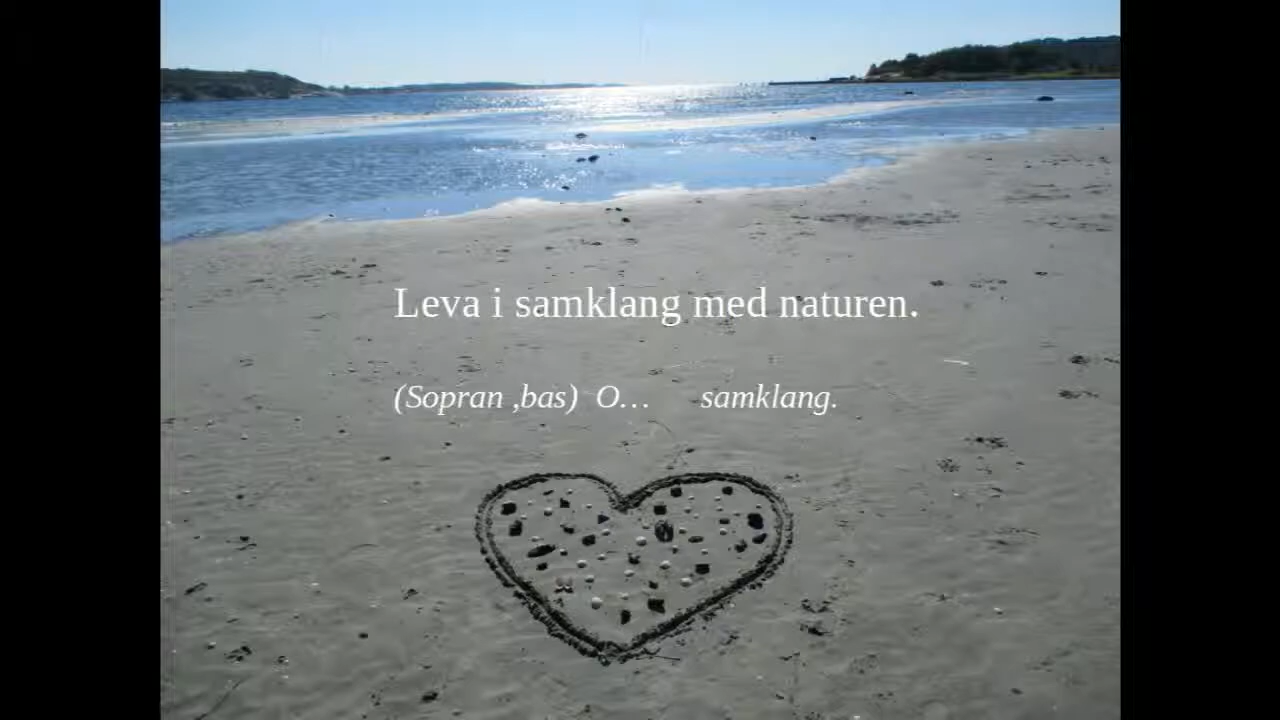 Leva i samklang med naturen.
(Sopran ,bas) O… samklang.